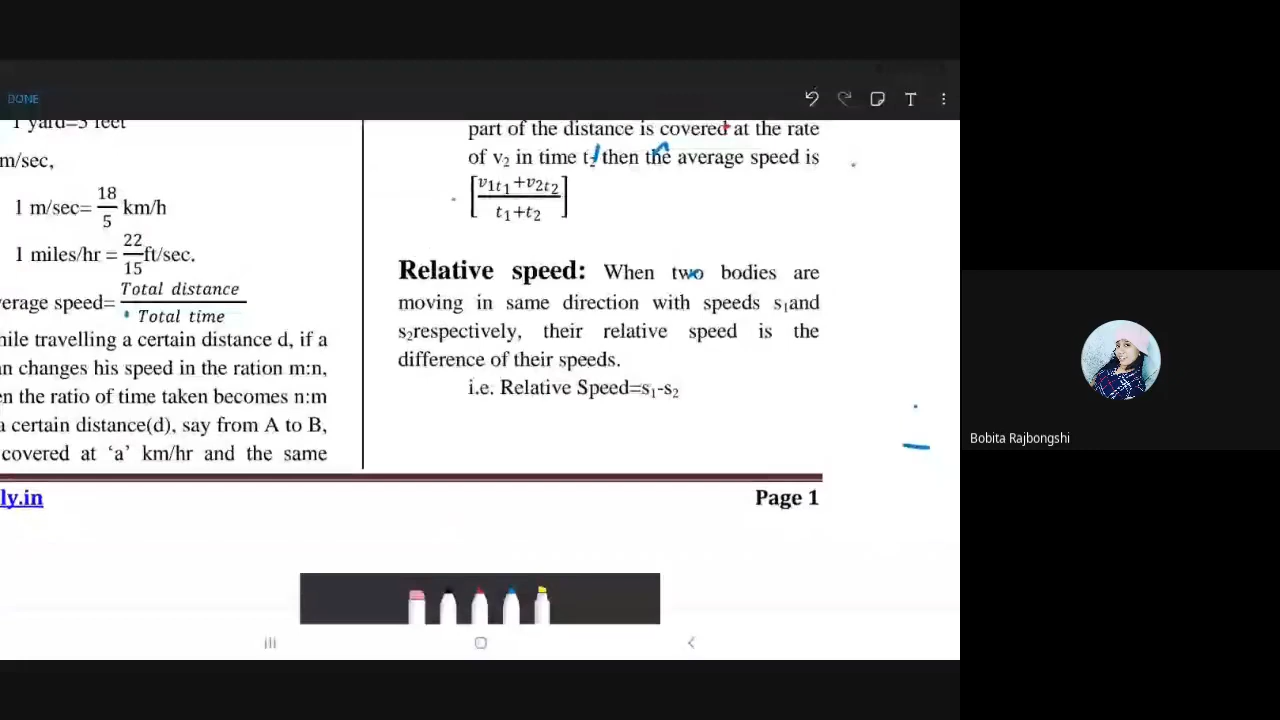 DONE
1 yard=3 feet
m/sec,
1 m/sec= 18/5 km/h
1 miles/hr = 22/15 ft/sec.
verage speed= Total distance / Total time
hile travelling a certain distance d, if a
an changes his speed in the ration m:n,
en the ratio of time taken becomes n:m
a certain distance(d), say from A to B,
covered at ‘a’ km/hr and the same
part of the distance is covered at the rate
of v₂ in time t₂ then the average speed is
[v₁t₁+v₂t₂ / t₁+t₂]
Relative speed: When two bodies are
moving in same direction with speeds s₁and
s₂respectively, their relative speed is the
difference of their speeds.
i.e. Relative Speed=s₁-s₂
ly.in
Page 1
Bobita Rajbongshi